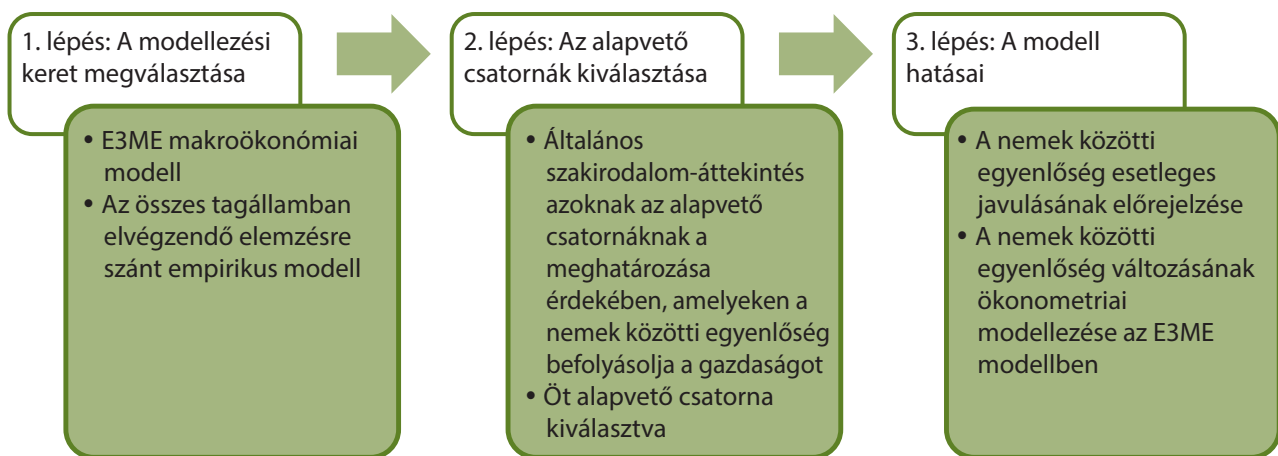 1. lépés: A modellezési
keret megválasztása
• E3ME makroökonómiai
modell
• Az összes tagállamban
elvégzendő elemzésre
szánt empirikus modell
2. lépés: Az alapvető
csatornák kiválasztása
• Általános
szakirodalom-áttekintés
azoknak az alapvető
csatornáknak a
meghatározása
érdekében, amelyeken a
nemek közötti egyenlőség
befolyásolja a gazdaságot
• Öt alapvető csatorna
kiválasztva
3. lépés: A modell
hatásai
• A nemek közötti
egyenlőség esetleges
javulásának előrejelzése
• A nemek közötti
egyenlőség változásának
ökonometriai
modellezése az E3ME
modellben